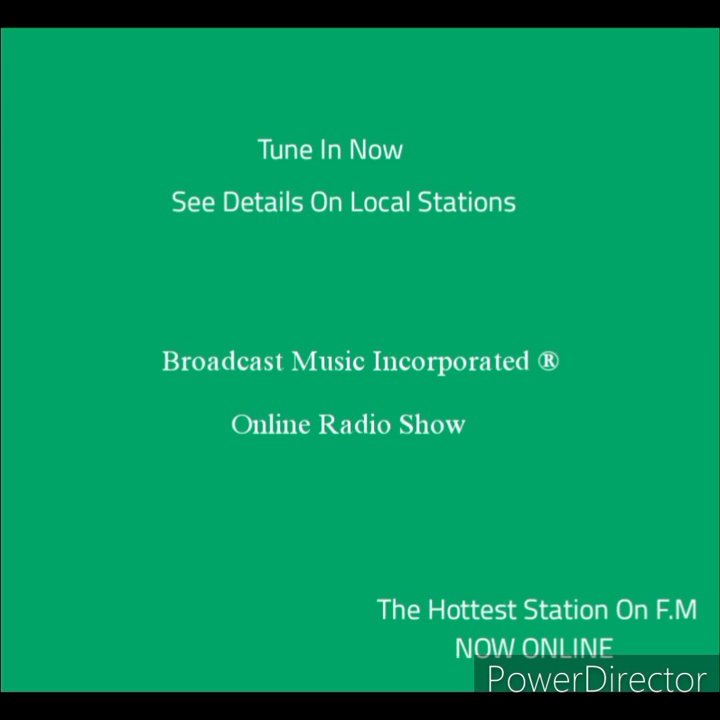 Tune In Now
See Details On Local Stations
Broadcast Music Incorporated ®
Online Radio Show
The Hottest Station On F.M
NOW ONLINE
PowerDirector